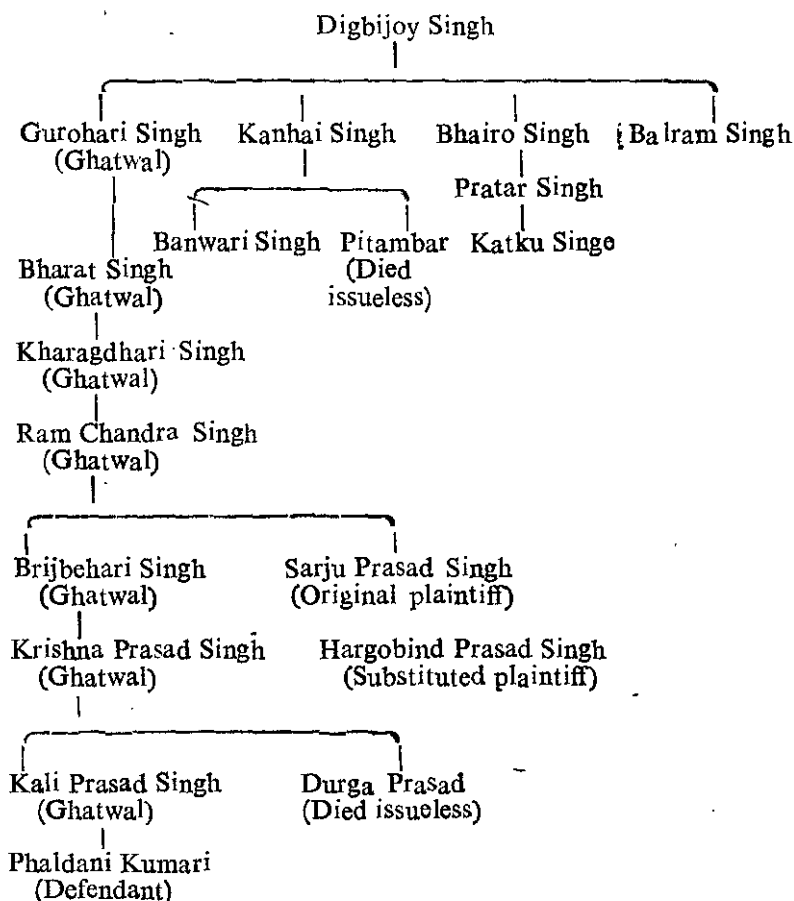 Digbijoy Singh
Gurohari Singh Kanhai Singh Bhairo Singh Balram Singh
(Ghatwal)
Pratar Singh
Banwari Singh Pitambar Katku Singe
Bharat Singh (Died
(Ghatwal) issueless)
Kharagdhari Singh
(Ghatwal)
Ram Chandra Singh
(Ghatwal)
Brijbehari Singh Sarju Prasad Singh
(Ghatwal) (Original plaintiff)
Krishna Prasad Singh Hargobind Prasad Singh
(Ghatwal) (Substituted plaintiff)
Kali Prasad Singh Durga Prasad
(Ghatwal) (Died issueless)
Phaldani Kumari
(Defendant)